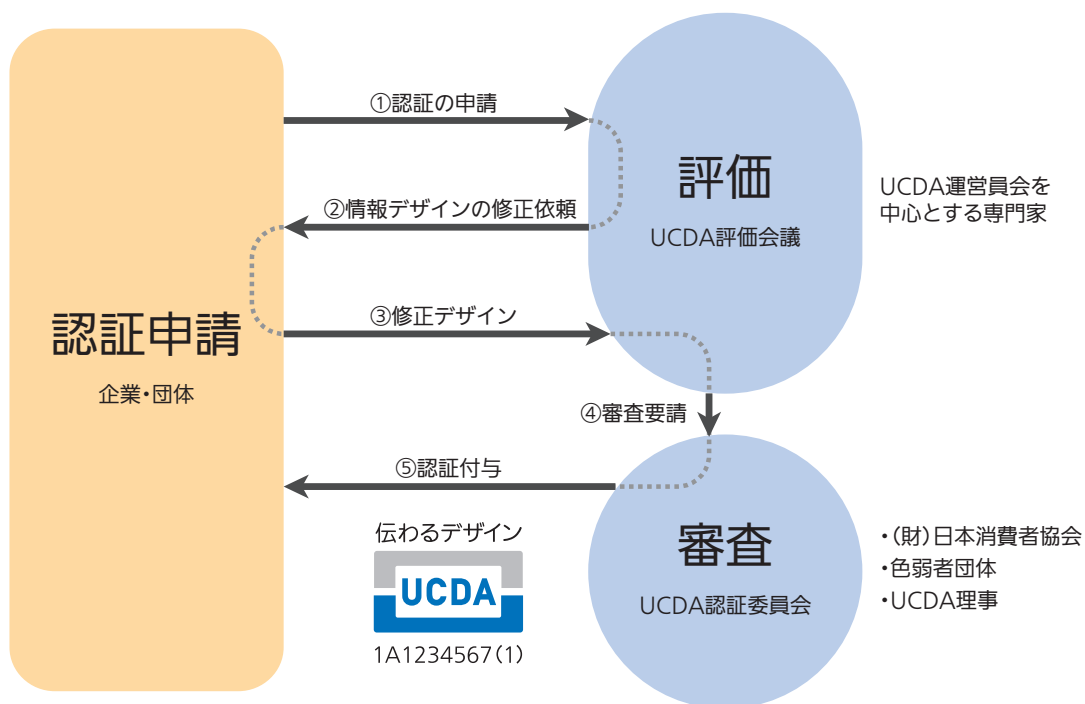 ①認証の申請
評価
UCDA評価会議
UCDA運営員会を
中心とする専門家
②情報デザインの修正依頼
認証申請
企業・団体
③修正デザイン
④審査要請
⑤認証付与
伝わるデザイン
UCDA
1A1234567(1)
審査
UCDA認証委員会
・(財)日本消費者協会
・色弱者団体
・UCDA理事